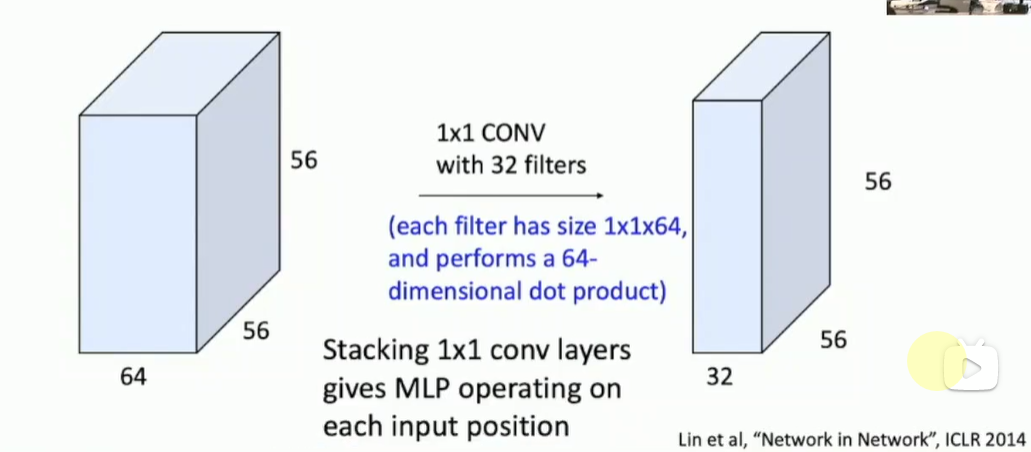 56
56
64
1x1 CONV
with 32 filters
(each filter has size 1x1x64,
and performs a 64-
dimensional dot product)
Stacking 1x1 conv layers
gives MLP operating on
each input position
56
56
32
Lin et al, “Network in Network”, ICLR 2014